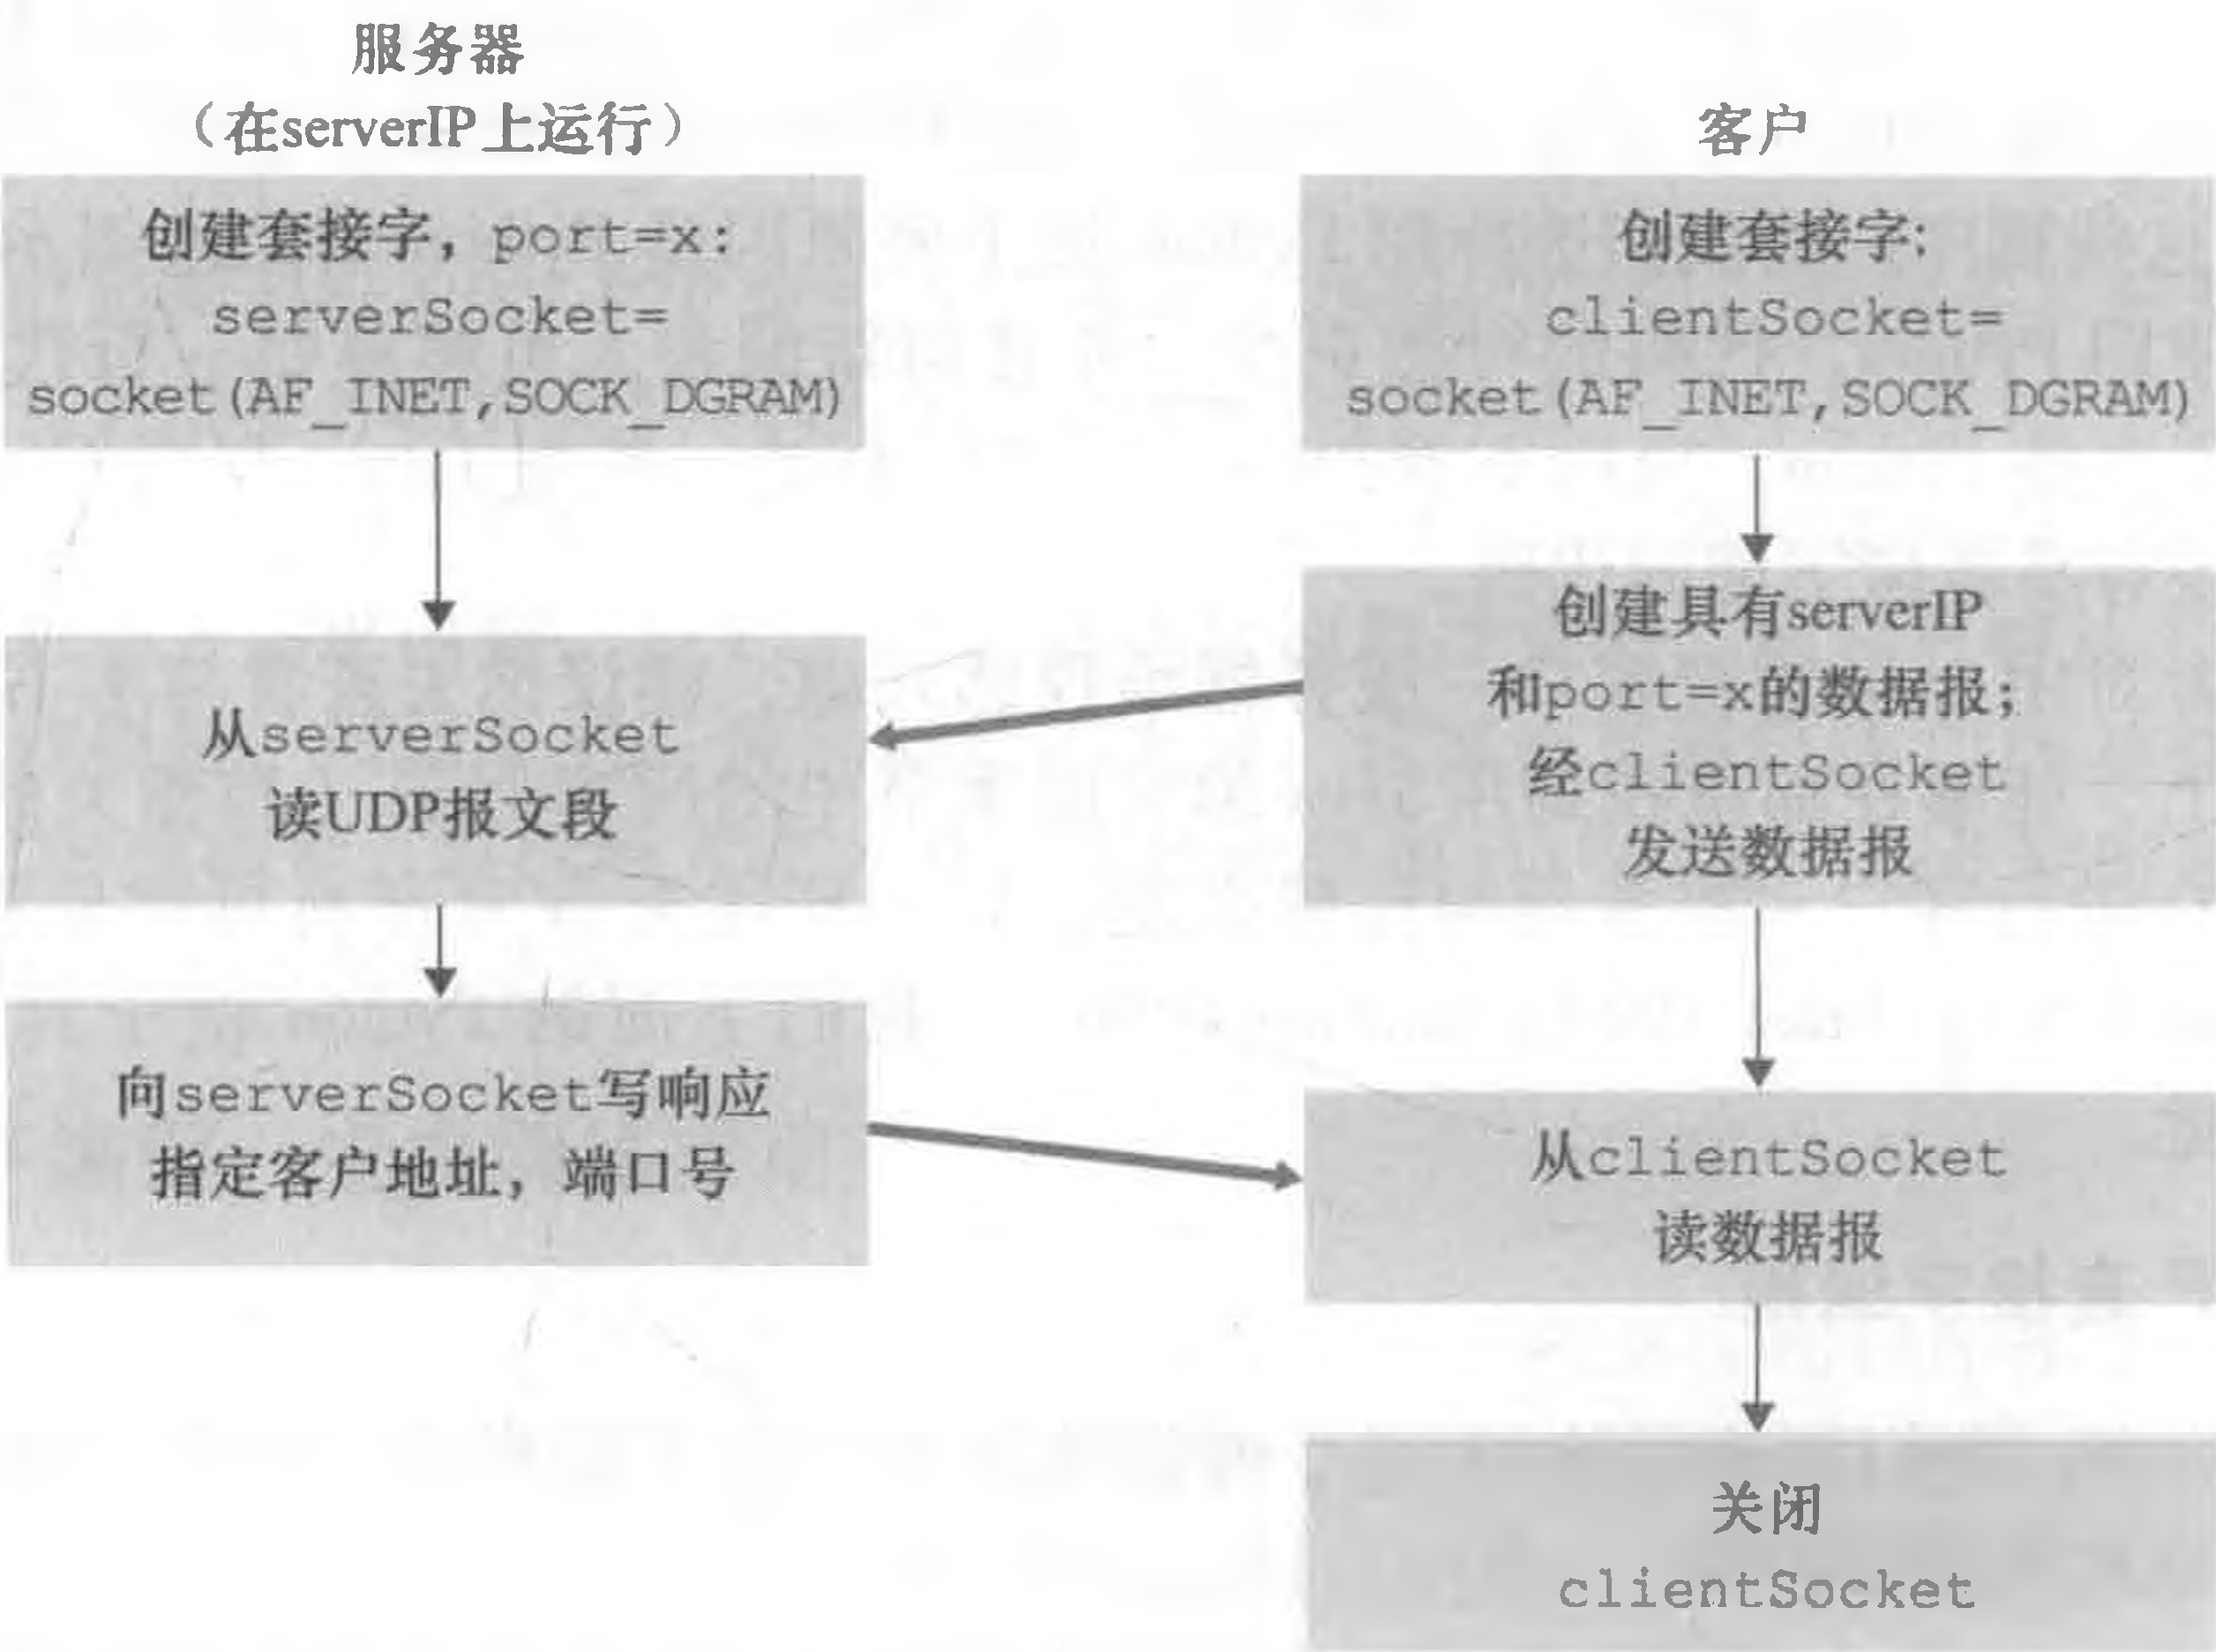 服务器
（在serverIP上运行）
创建套接字，port=x:
serverSocket=
socket(AF_INET,SOCK_DGRAM)
从serverSocket
读UDP报文段
向serverSocket写响应
指定客户地址，端口号
客户
创建套接字:
clientSocket=
socket(AF_INET,SOCK_DGRAM)
创建具有serverIP
和port=x的数据报；
经clientSocket
发送数据报
从clientSocket
读数据报
关闭
clientSocket